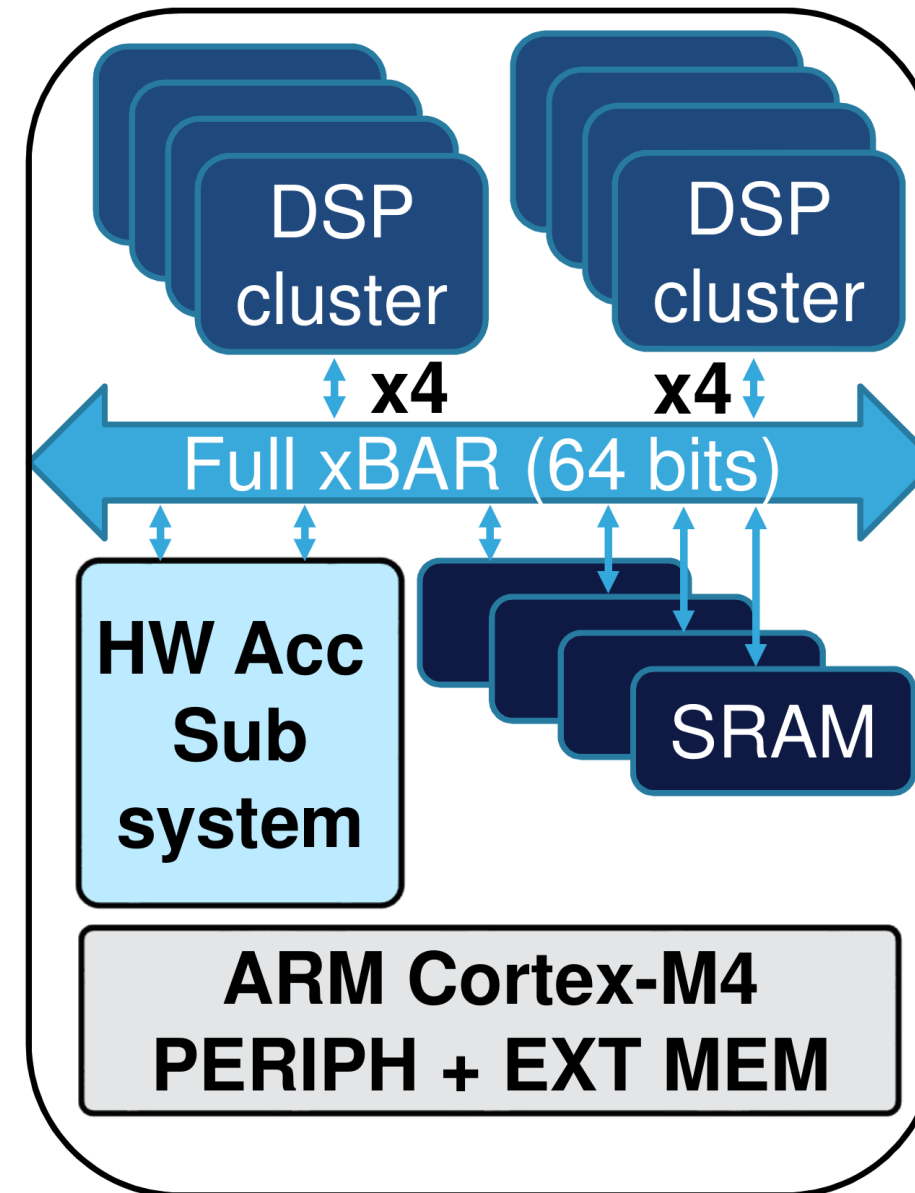 DSP
cluster
DSP
cluster
x4
x4
Full xBAR (64 bits)
HW Acc
Sub
system
SRAM
ARM Cortex-M4
PERIPH + EXT MEM